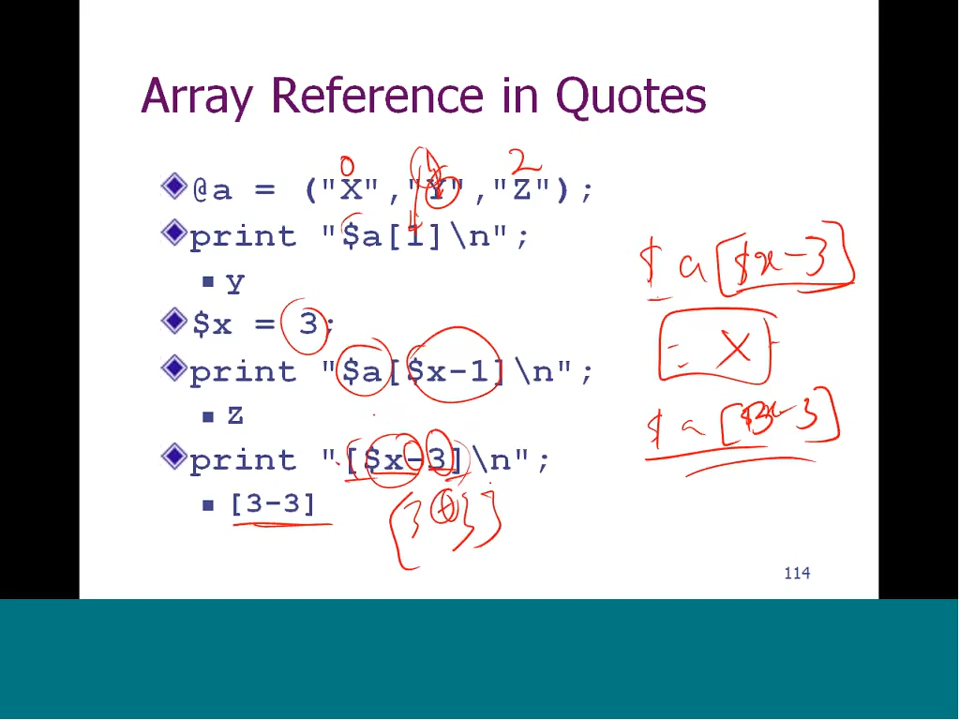 Array Reference in Quotes
0 2
@a = ("X","Y","Z");
print "$a[1]\n";
y
$x = 3;
print "$a[$x-1]\n";
Z
print "[$x-3]\n";
[3-3]
$a[$x-3]
= X
114